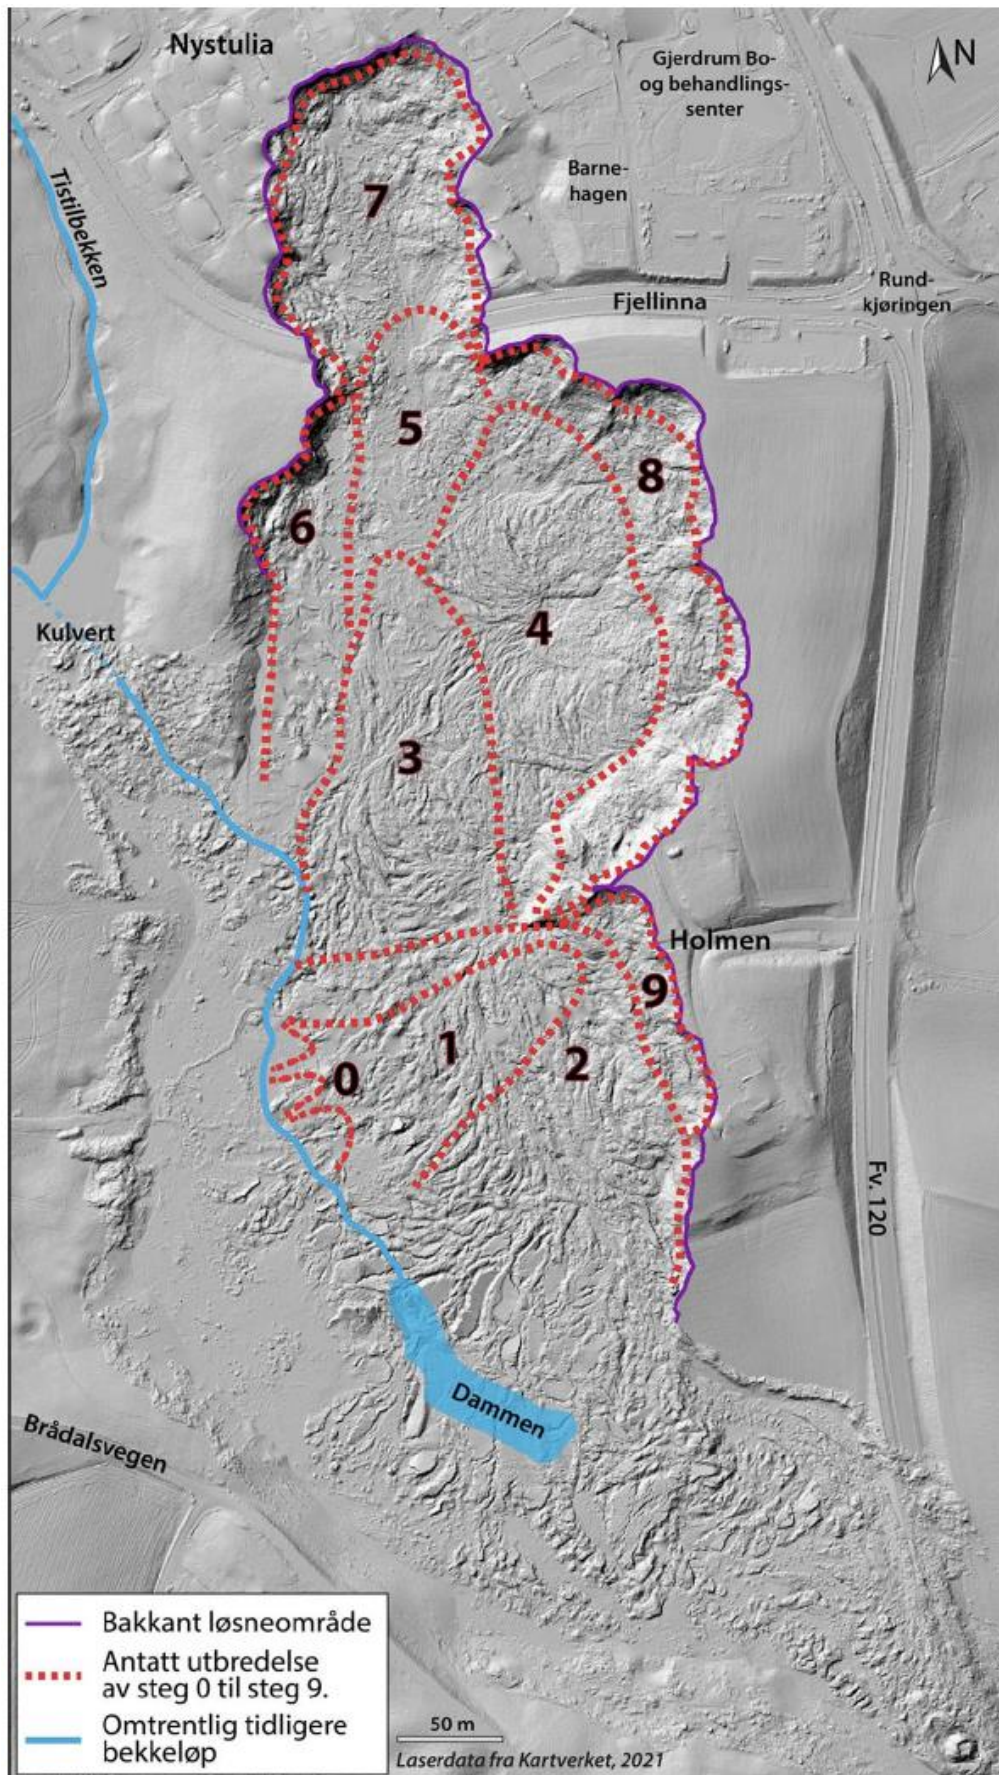 Nystulia
Gjerdrum Bo-
og behandlings-
senter
N
Barne-
hagen
Tistilbekken
7
Rund-
kjøringen
Fjellinna
5
8
6
Kulvert
4
3
Holmen
9
1
2
0
Fv. 120
Dammen
Brådalsvegen
Bakkant løsneområde
Antatt utbredelse
av steg 0 til steg 9.
Omtrentlig tidligere
bekkeløp
50 m
Laserdata fra Kartverket, 2021